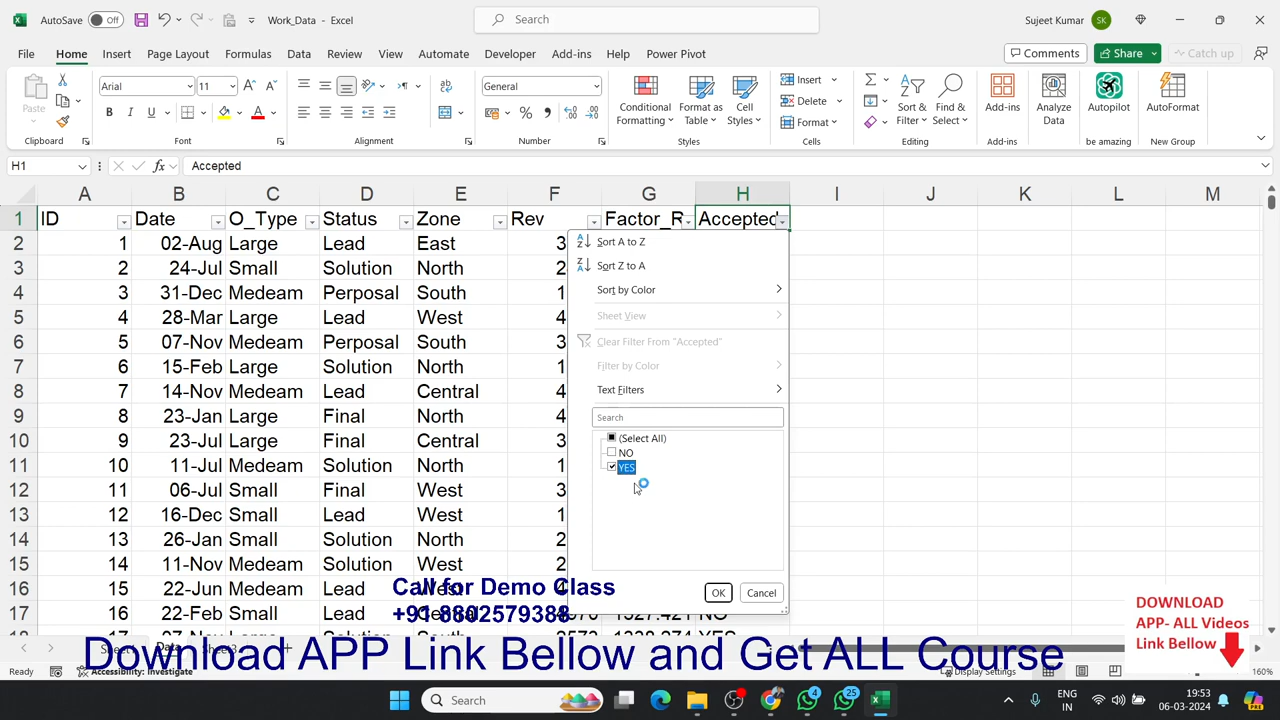 AutoSave Off Work_Data - Excel Search Sujeet Kumar SK
File Home Insert Page Layout Formulas Data Review View Automate Developer Add-ins Help Power Pivot Comments Share Catch up
Paste Arial 11 General Conditional Formatting Format as Table Cell Styles Insert Delete Format Sort & Filter Find & Select Add-ins Analyze Data Autopilot AutoFormat
Clipboard Font Alignment Number Styles Cells Editing Add-ins be amazing New Group
H1 fx Accepted
A B C D E F G H I J K L M
1 ID Date O_Type Status Zone Rev Factor_R Accepted
2 1 02-Aug Large Lead East 3
3 2 24-Jul Small Solution North 2
4 3 31-Dec Medeam Perposal South 1
5 4 28-Mar Large Lead West 4
6 5 07-Nov Medeam Perposal South 3
7 6 15-Feb Large Solution North 1
8 7 14-Nov Medeam Lead Central 4
9 8 23-Jan Large Final North 4
10 9 23-Jul Large Final Central 3
11 10 11-Jul Medeam Solution North 1
12 11 06-Jul Small Final West 3
13 12 16-Dec Small Lead West 1
14 13 26-Jan Small Solution North 2
15 14 11-Nov Medeam Solution West 2
16 15 22-Jun Medeam Lead West 4
17 16 22-Feb Small Lead Central NO
Sort A to Z
Sort Z to A
Sort by Color
Sheet View
Clear Filter From "Accepted"
Filter by Color
Text Filters
Search
(Select All)
NO
YES
OK Cancel
Call for Demo Class
+91 8802579388
DOWNLOAD
APP- ALL Videos
Link Bellow
Download APP Link Bellow and Get ALL Course
Accessibility: Investigate Display Settings 160%
Search 4 25 ENG IN 19:53 06-03-2024